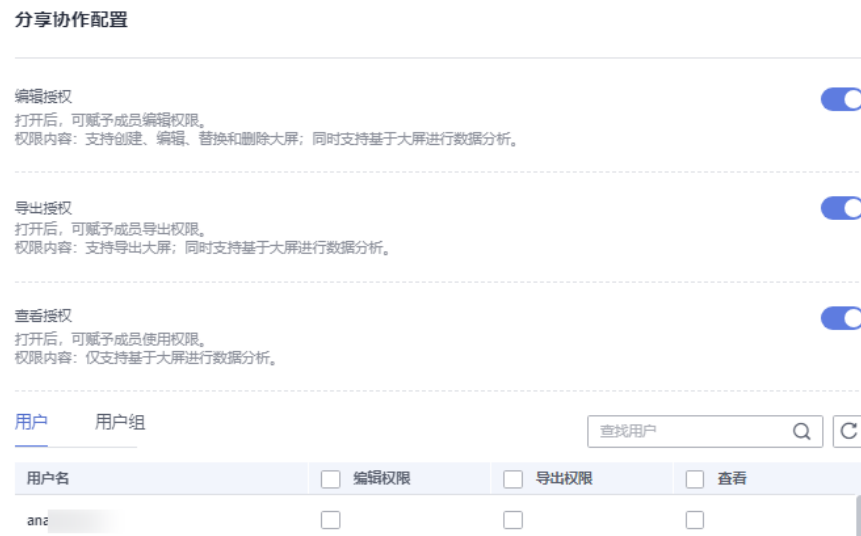 分享协作配置
编辑授权
打开后，可赋予成员编辑权限。
权限内容：支持创建、编辑、替换和删除大屏；同时支持基于大屏进行数据分析。
导出授权
打开后，可赋予成员导出权限。
权限内容：支持导出大屏；同时支持基于大屏进行数据分析。
查看授权
打开后，可赋予成员使用权限。
权限内容：仅支持基于大屏进行数据分析。
用户 用户组 查找用户
用户名 编辑权限 导出权限 查看